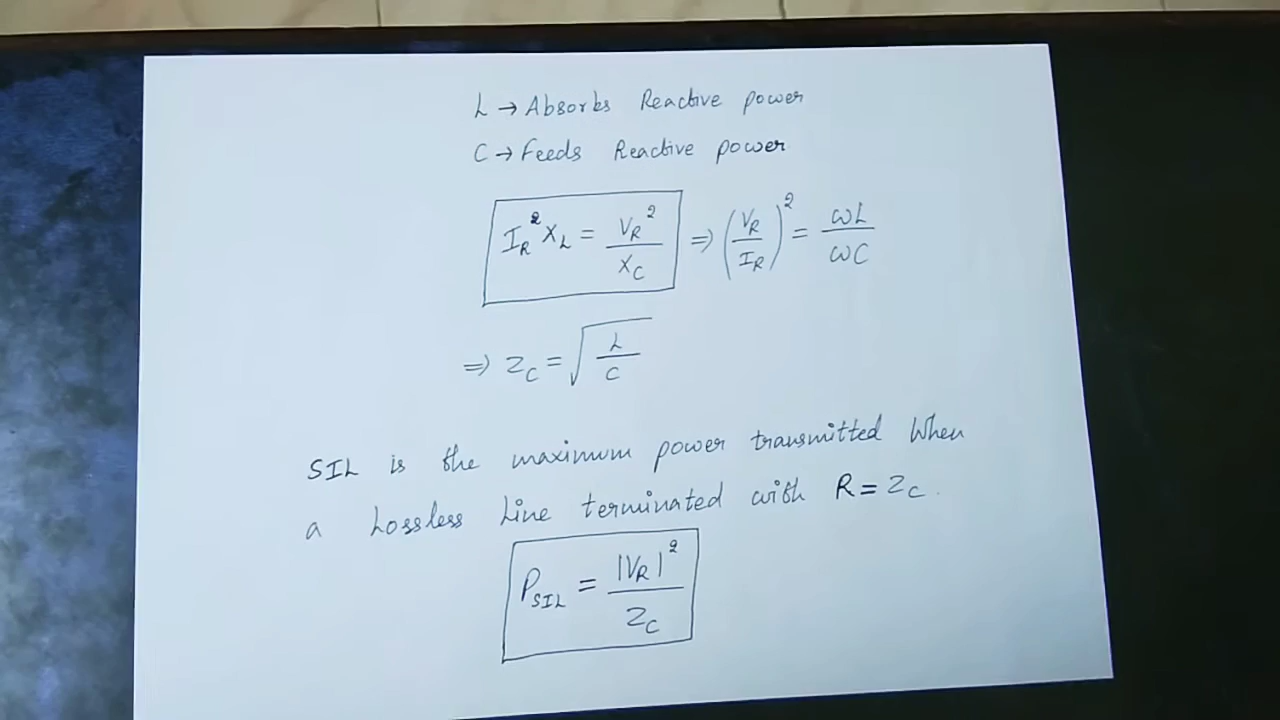 L → Absorbs Reactive power
C → Feeds Reactive power
I_R^2 X_L = V_R^2 / X_C ⇒ (V_R / I_R)^2 = ωL / ωC
⇒ Z_C = √(L / C)
SIL is the maximum power transmitted When
a Lossless Line terminated with R = Z_C.
P_SIL = |V_R|^2 / Z_C